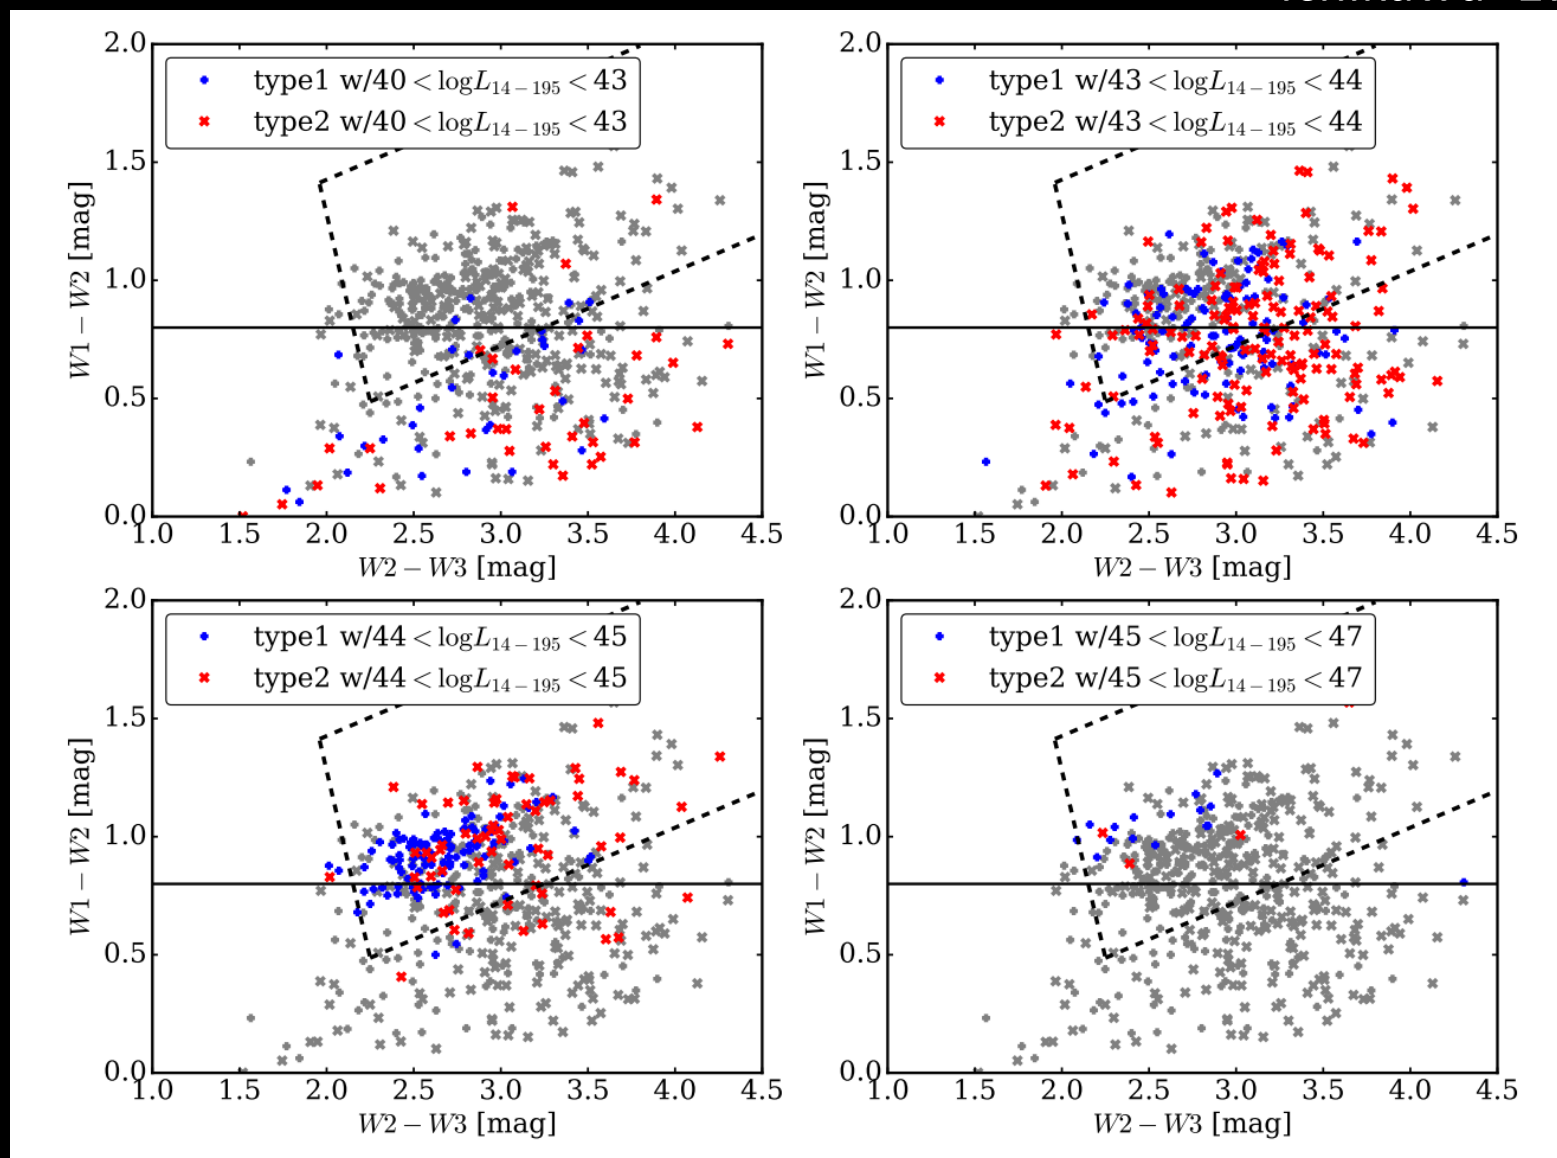 2.0
type1 w/40 < logL14−195 < 43
type2 w/40 < logL14−195 < 43
1.5
1.0
0.5
0.0
W1 − W2 [mag]
1.0 1.5 2.0 2.5 3.0 3.5 4.0 4.5
W2 − W3 [mag]
2.0
type1 w/43 < logL14−195 < 44
type2 w/43 < logL14−195 < 44
1.5
1.0
0.5
0.0
W1 − W2 [mag]
1.0 1.5 2.0 2.5 3.0 3.5 4.0 4.5
W2 − W3 [mag]
2.0
type1 w/44 < logL14−195 < 45
type2 w/44 < logL14−195 < 45
1.5
1.0
0.5
0.0
W1 − W2 [mag]
1.0 1.5 2.0 2.5 3.0 3.5 4.0 4.5
W2 − W3 [mag]
2.0
type1 w/45 < logL14−195 < 47
type2 w/45 < logL14−195 < 47
1.5
1.0
0.5
0.0
W1 − W2 [mag]
1.0 1.5 2.0 2.5 3.0 3.5 4.0 4.5
W2 − W3 [mag]